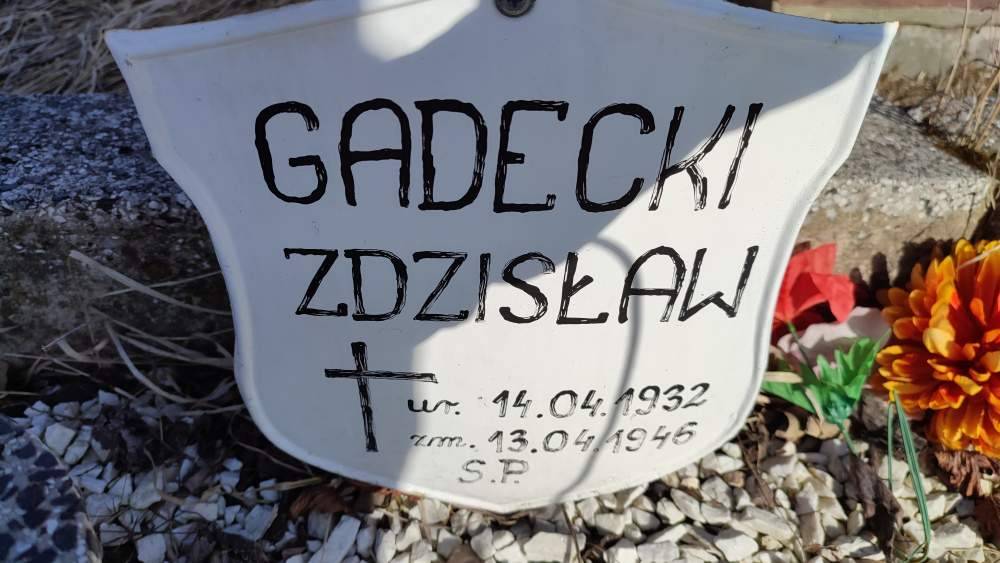 GADECKI
ZDZISŁAW
ur. 14.04.1932
zm. 13.04.1946
S.P.